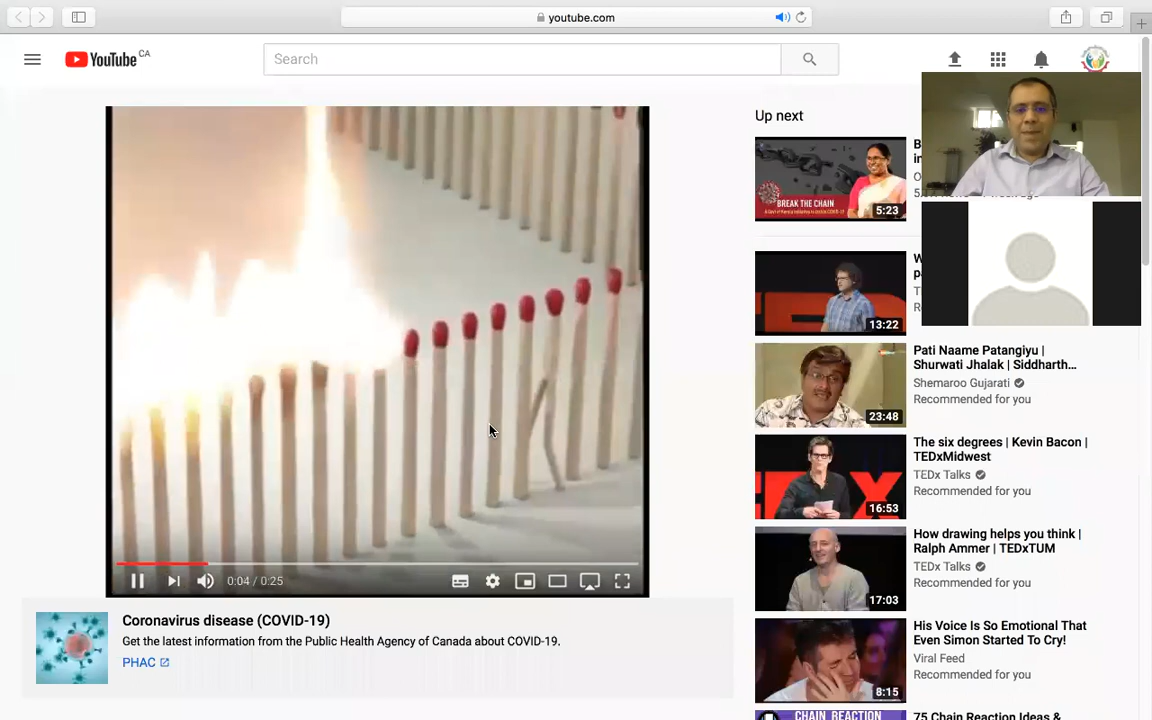 youtube.com
YouTube CA
Search
Up next
BREAK THE CHAIN
5:23
13:22
Pati Naame Patangiyu |
Shurwati Jhalak | Siddharth...
Shemaroo Gujarati
Recommended for you
23:48
The six degrees | Kevin Bacon |
TEDxMidwest
TEDx Talks
Recommended for you
16:53
How drawing helps you think |
Ralph Ammer | TEDxTUM
TEDx Talks
Recommended for you
17:03
His Voice Is So Emotional That
Even Simon Started To Cry!
Viral Feed
Recommended for you
8:15
CHAIN REACTION
75 Chain Reaction Ideas &
0:04 / 0:25
Coronavirus disease (COVID-19)
Get the latest information from the Public Health Agency of Canada about COVID-19.
PHAC